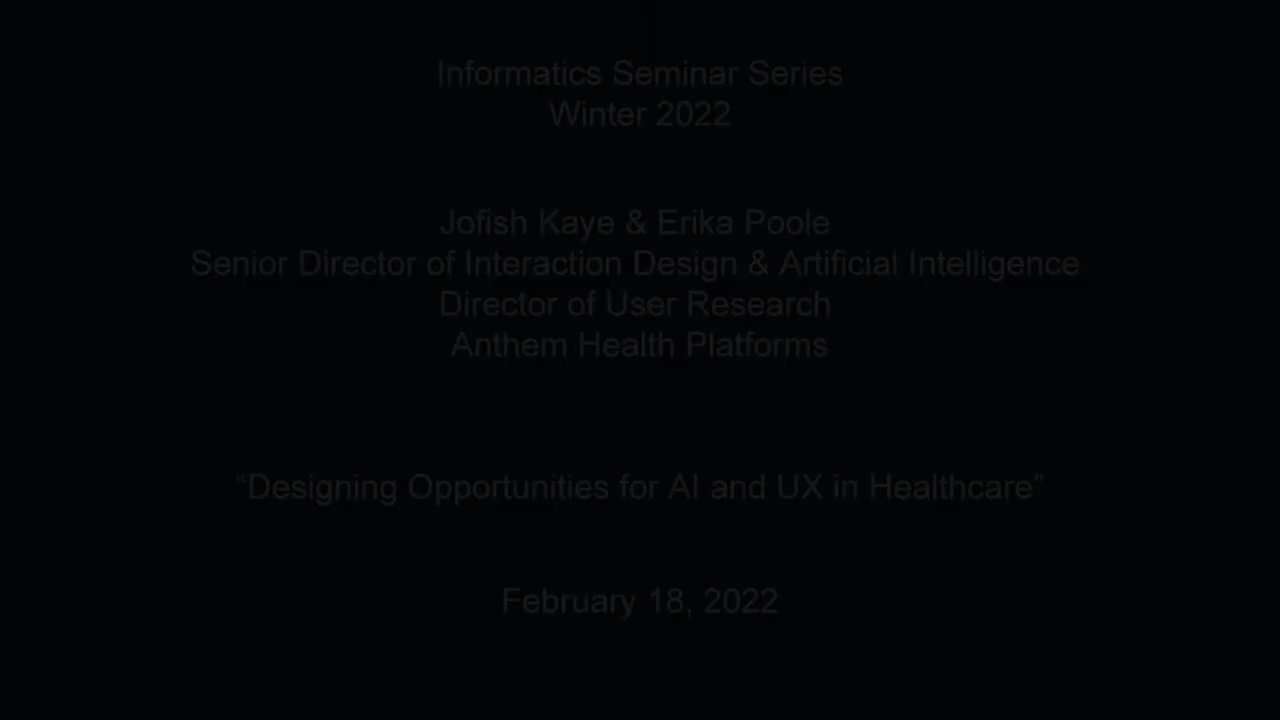 Informatics Seminar Series
Winter 2022
Jofish Kaye & Erika Poole
Senior Director of Interaction Design & Artificial Intelligence
Director of User Research
Anthem Health Platforms
“Designing Opportunities for AI and UX in Healthcare”
February 18, 2022